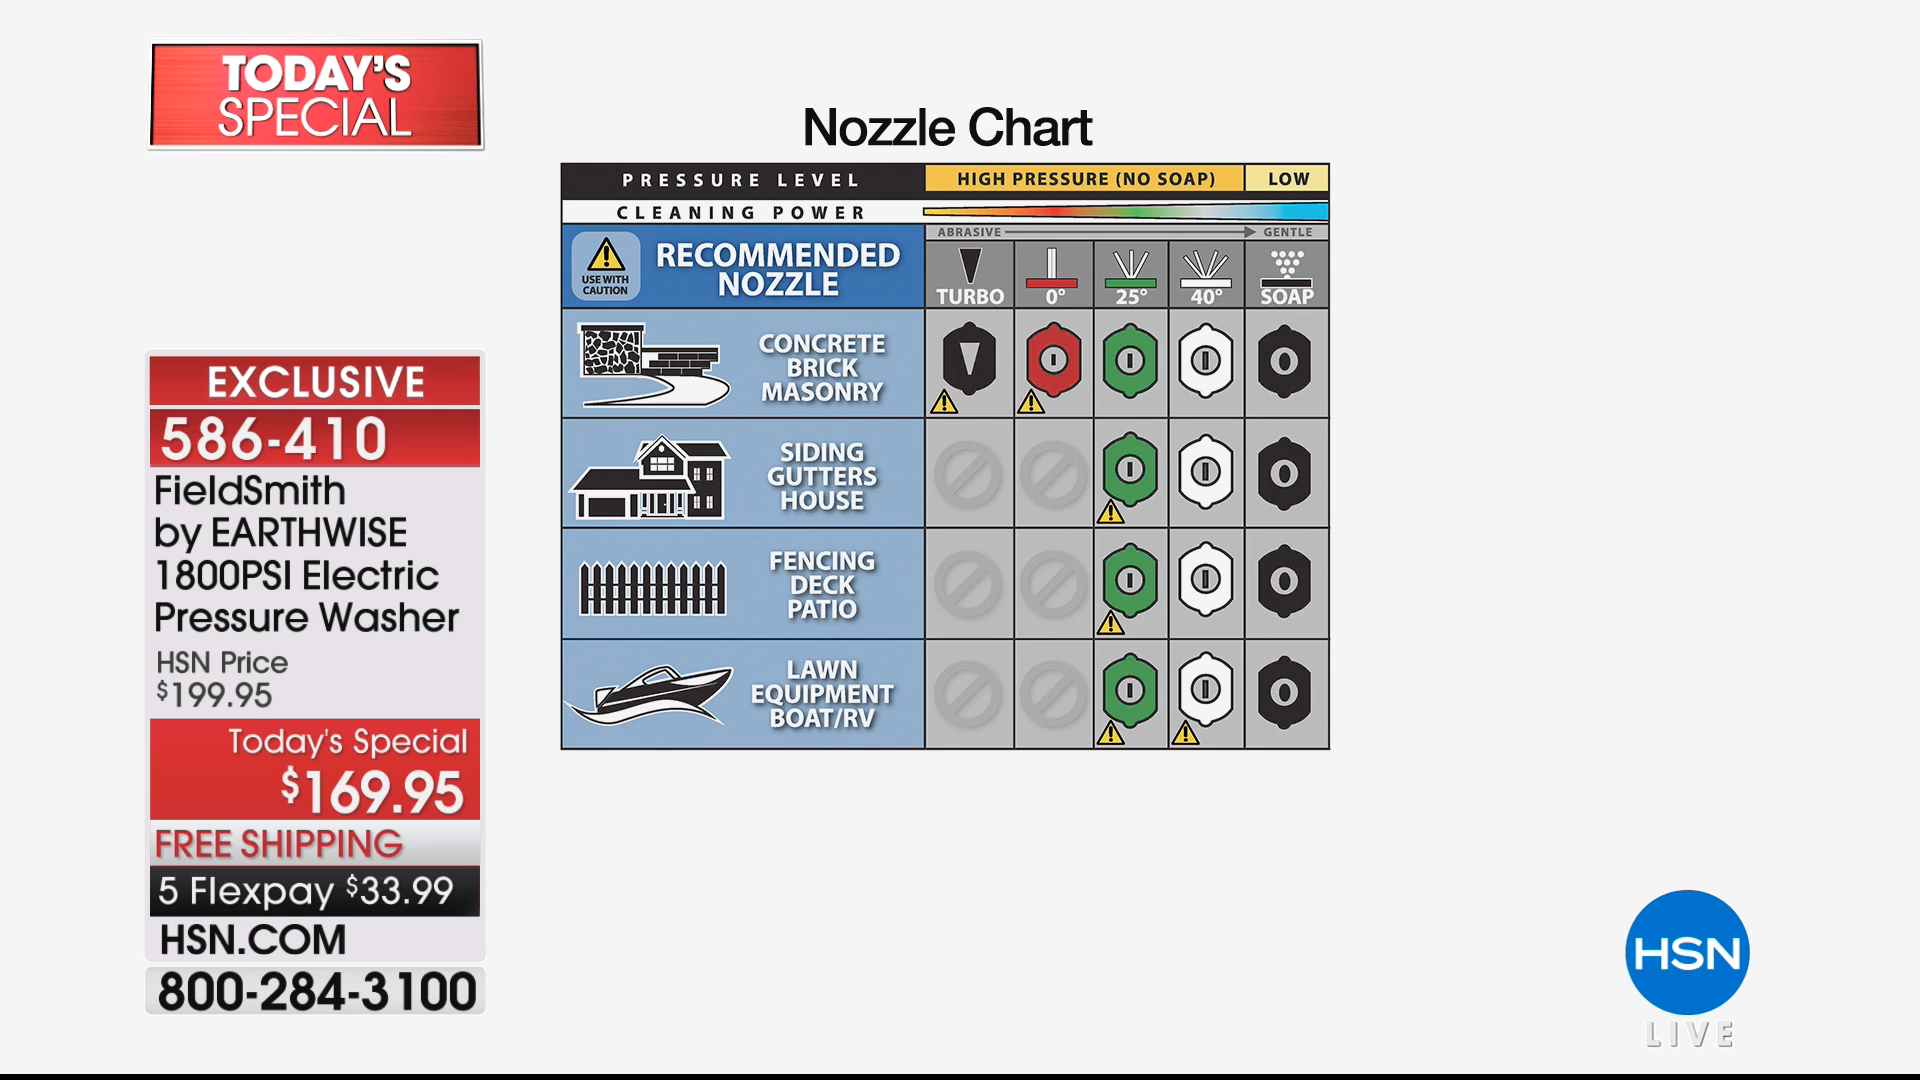 TODAY'S
SPECIAL
Nozzle Chart
PRESSURE LEVEL
HIGH PRESSURE (NO SOAP)
LOW
CLEANING POWER
ABRASIVE
GENTLE
USE WITH
CAUTION
RECOMMENDED
NOZZLE
TURBO
0°
25°
40°
SOAP
CONCRETE
BRICK
MASONRY
SIDING
GUTTERS
HOUSE
FENCING
DECK
PATIO
LAWN
EQUIPMENT
BOAT/RV
EXCLUSIVE
586-410
FieldSmith
by EARTHWISE
1800PSI Electric
Pressure Washer
HSN Price
$199.95
Today's Special
$169.95
FREE SHIPPING
5 Flexpay $33.99
HSN.COM
800-284-3100
HSN
LIVE